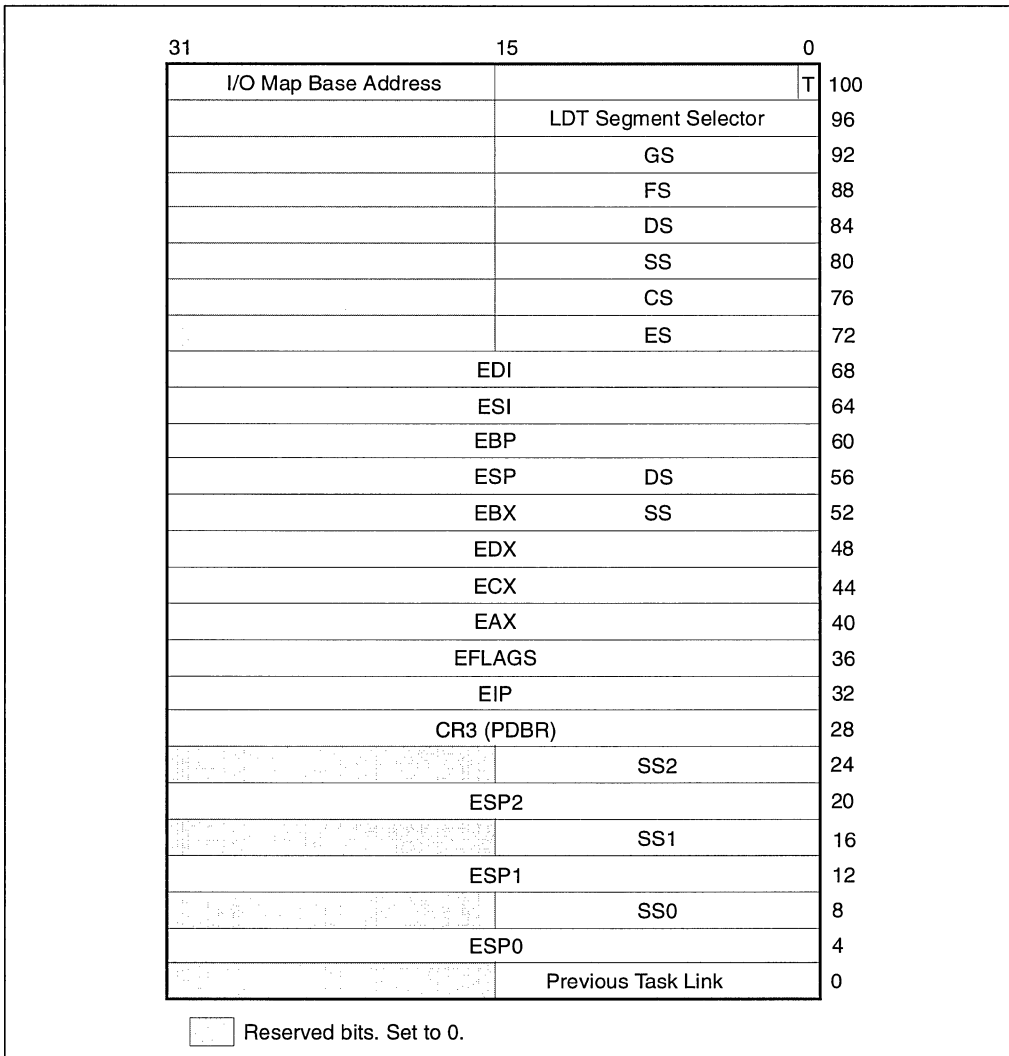 31 15 0
I/O Map Base Address T 100
LDT Segment Selector 96
GS 92
FS 88
DS 84
SS 80
CS 76
ES 72
EDI 68
ESI 64
EBP 60
ESP DS 56
EBX SS 52
EDX 48
ECX 44
EAX 40
EFLAGS 36
EIP 32
CR3 (PDBR) 28
SS2 24
ESP2 20
SS1 16
ESP1 12
SS0 8
ESP0 4
Previous Task Link 0
Reserved bits. Set to 0.